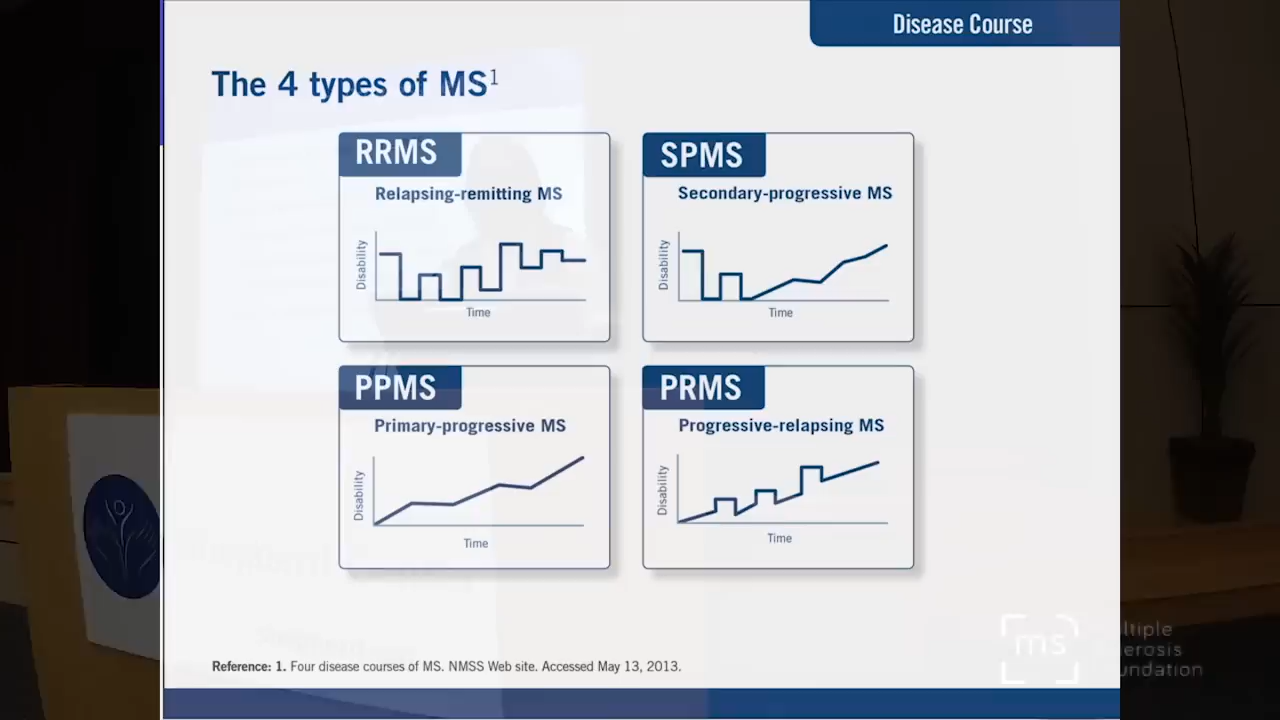 Disease Course
The 4 types of MS1
RRMS
Relapsing-remitting MS
Disability
Time
SPMS
Secondary-progressive MS
Disability
Time
PPMS
Primary-progressive MS
Disability
Time
PRMS
Progressive-relapsing MS
Disability
Time
Reference: 1. Four disease courses of MS. NMSS Web site. Accessed May 13, 2013.
ms